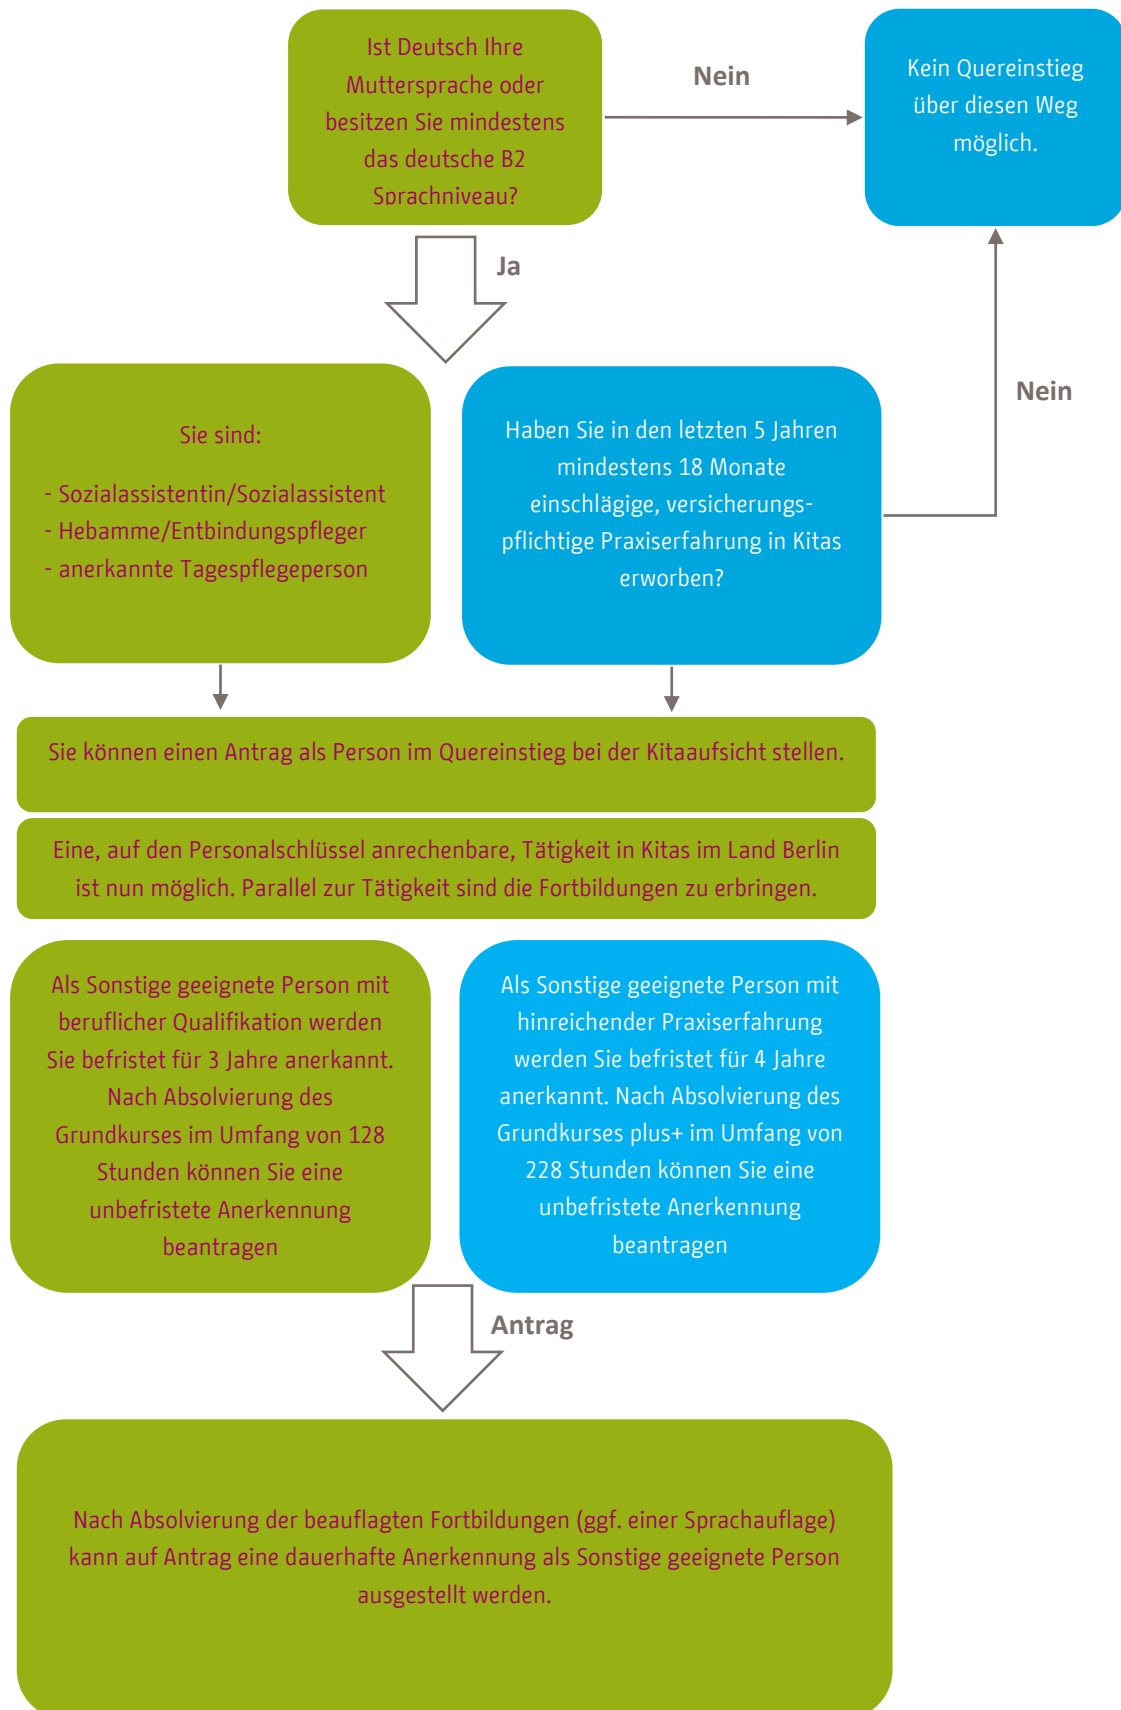 Ist Deutsch Ihre
Muttersprache oder
besitzen Sie mindestens
das deutsche B2
Sprachniveau?
Nein
Kein Quereinstieg
über diesen Weg
möglich.
Ja
Nein
Sie sind:
- Sozialassistentin/Sozialassistent
- Hebamme/Entbindungspfleger
- anerkannte Tagespflegeperson
Haben Sie in den letzten 5 Jahren
mindestens 18 Monate
einschlägige, versicherungs-
pflichtige Praxiserfahrung in Kitas
erworben?
Sie können einen Antrag als Person im Quereinstieg bei der Kitaaufsicht stellen.
Eine, auf den Personalschlüssel anrechenbare, Tätigkeit in Kitas im Land Berlin
ist nun möglich. Parallel zur Tätigkeit sind die Fortbildungen zu erbringen.
Als Sonstige geeignete Person mit
beruflicher Qualifikation werden
Sie befristet für 3 Jahre anerkannt.
Nach Absolvierung des
Grundkurses im Umfang von 128
Stunden können Sie eine
unbefristete Anerkennung
beantragen
Als Sonstige geeignete Person mit
hinreichender Praxiserfahrung
werden Sie befristet für 4 Jahre
anerkannt. Nach Absolvierung des
Grundkurses plus+ im Umfang von
228 Stunden können Sie eine
unbefristete Anerkennung
beantragen
Antrag
Nach Absolvierung der beauflagten Fortbildungen (ggf. einer Sprachauflage)
kann auf Antrag eine dauerhafte Anerkennung als Sonstige geeignete Person
ausgestellt werden.